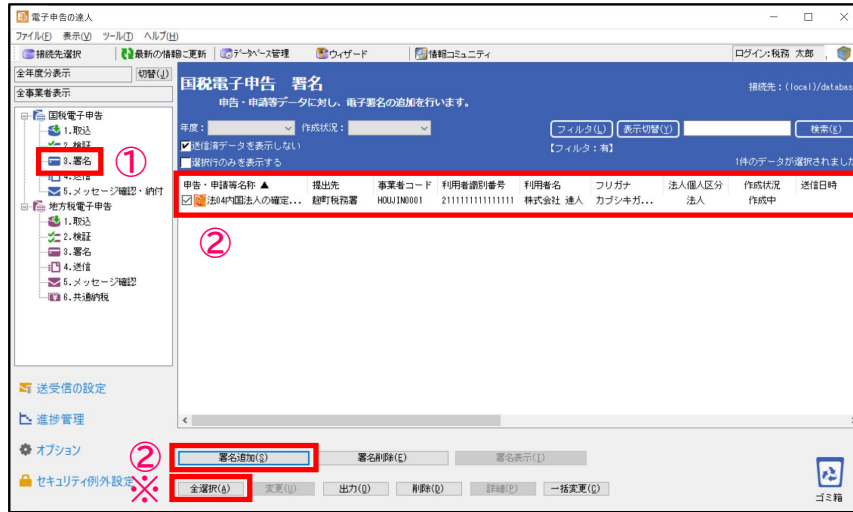 電子申告の達人
ファイル(F) 表示(V) ツール(T) ヘルプ(H)
接続先選択 最新の情報に更新 データベース管理 ウィザード 情報コミュニティ ログイン:税務 太郎 ,
全年度分表示 切替(J)
全事業者表示
国税電子申告
1.取込
2.検証
3.署名
4.送信
5.メッセージ確認・納付
地方税電子申告
1.取込
2.検証
3.署名
4.送信
5.メッセージ確認
6.共通納税
①
送受信の設定
進捗管理
オプション
セキュリティ例外設定
国税電子申告 署名
接続先:(local)/databas
申告・申請等データに対し、電子署名の追加を行います。
年度: 作成状況: フィルタ(L) 表示切替(Y) 検索(K)
送信済データを表示しない 【フィルタ:有】
選択行のみを表示する 1件のデータが選択されました
申告・申請等名称 ▲ 提出先 事業者コード 利用者識別番号 利用者名 フリガナ 法人個人区分 作成状況 送信日時
法04内国法人の確定... 麹町税務署 HOUJIN0001 2111111111111111 株式会社 達人 カブシキガ... 法人 作成中
②
② 署名追加(S) 署名削除(E) 署名表示(I)
※ 全選択(A) 変更(U) 出力(O) 削除(D) 詳細(P) 一括変更(C)
ゴミ箱